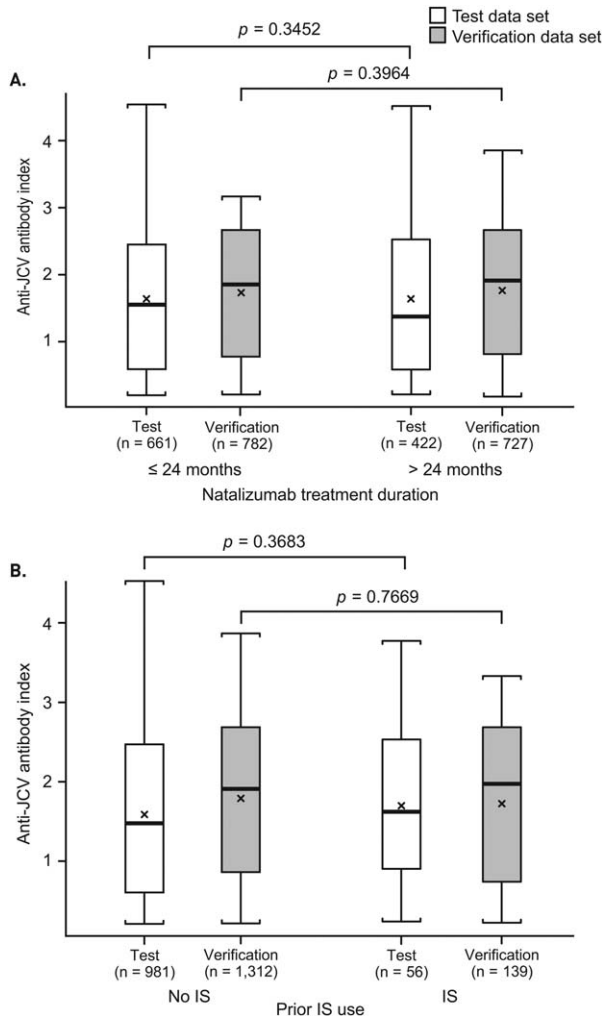 Test data set
Verification data set
p = 0.3452
p = 0.3964
A.
Anti-JCV antibody index
4
3
2
1
Test Verification Test Verification
(n = 661) (n = 782) (n = 422) (n = 727)
≤ 24 months > 24 months
Natalizumab treatment duration
B.
p = 0.3683
p = 0.7669
Anti-JCV antibody index
4
3
2
1
Test Verification Test Verification
(n = 981) (n = 1,312) (n = 56) (n = 139)
No IS IS
Prior IS use